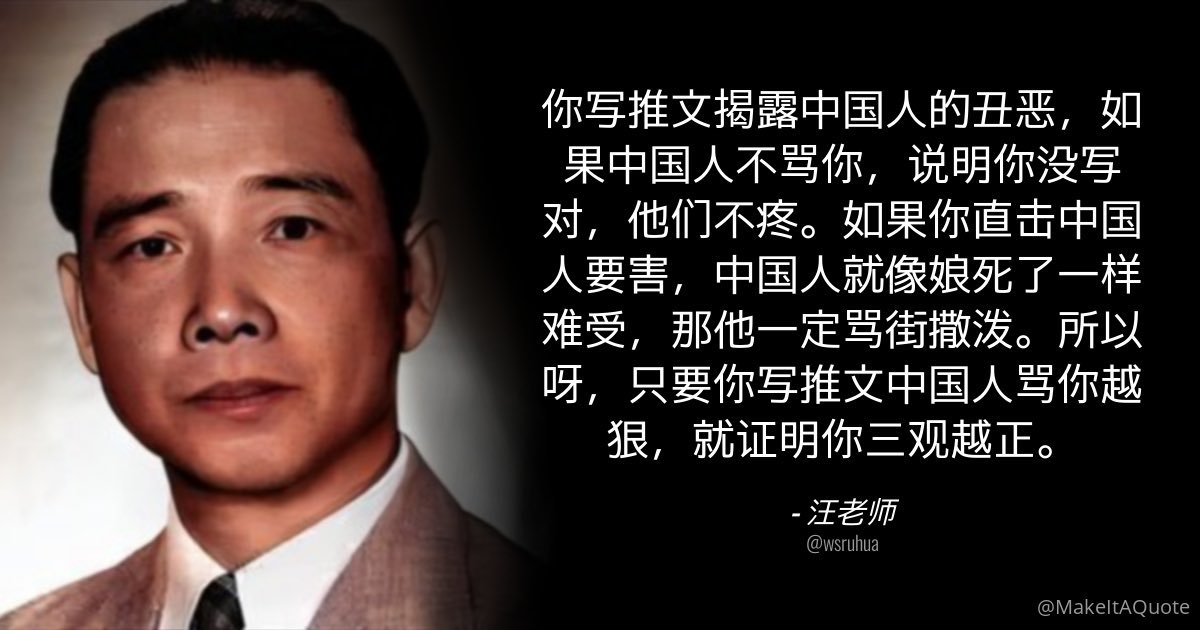 你写推文揭露中国人的丑恶，如
果中国人不骂你，说明你没写
对，他们不疼。如果你直击中国
人要害，中国人就像娘死了一样
难受，那他一定骂街撒泼。所以
呀，只要你写推文中国人骂你越
狠，就证明你三观越正。
- 汪老师
@wsruhua
@MakeItAQuote